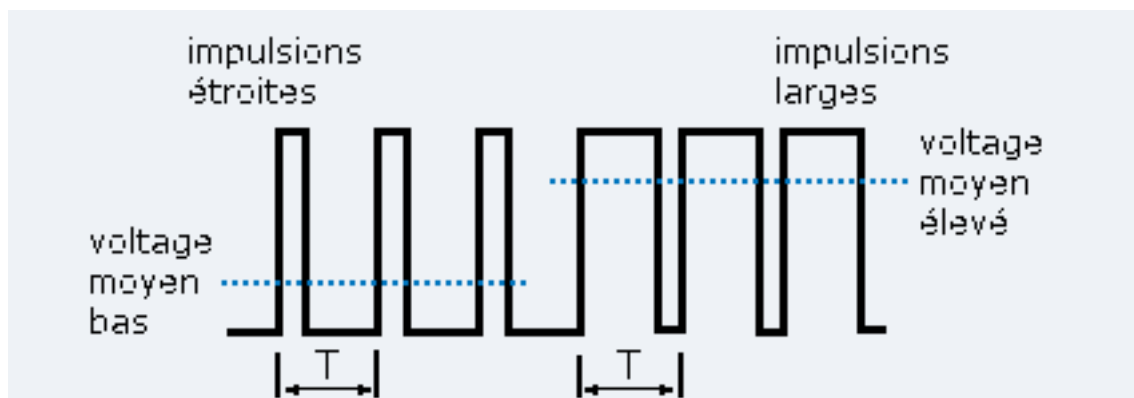 impulsions
étroites
impulsions
larges
voltage
moyen
élevé
voltage
moyen
bas
T
T